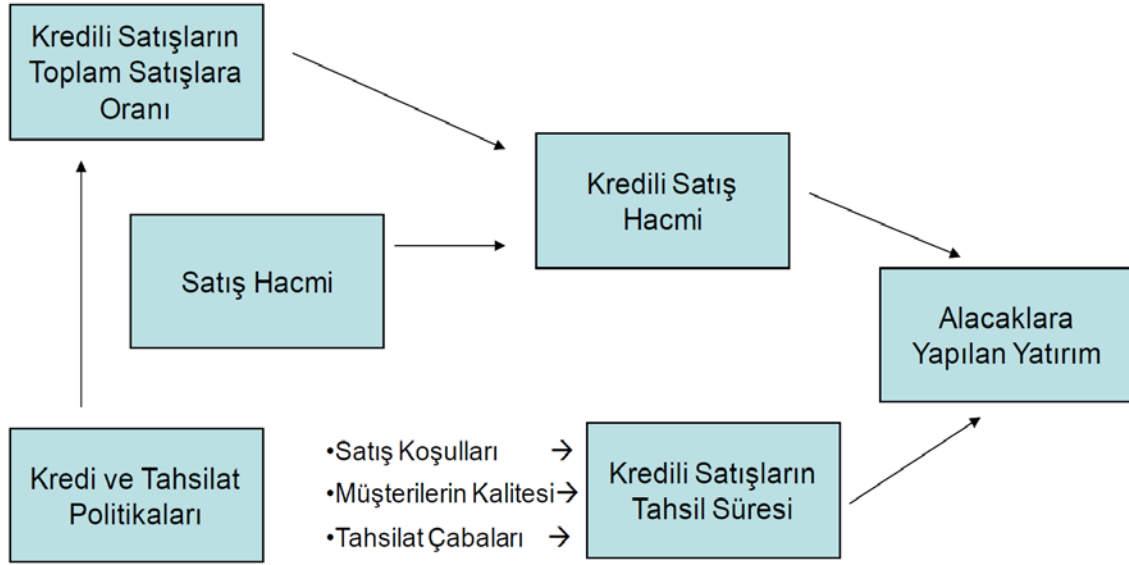 Kredili Satışların
Toplam Satışlara
Oranı
Kredili Satış
Hacmi
Satış Hacmi
Alacaklara
Yapılan Yatırım
Kredi ve Tahsilat
Politikaları
•Satış Koşulları →
•Müşterilerin Kalitesi→
•Tahsilat Çabaları →
Kredili Satışların
Tahsil Süresi